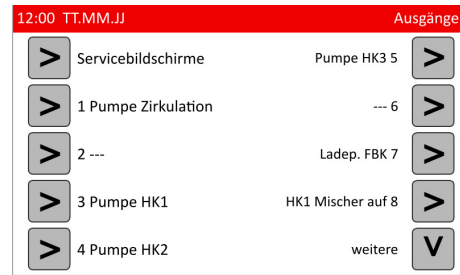 12:00 TT.MM.JJ Ausgänge
> Servicebildschirme Pumpe HK3 5 >
> 1 Pumpe Zirkulation --- 6 >
> 2 --- Ladep. FBK 7 >
> 3 Pumpe HK1 HK1 Mischer auf 8 >
> 4 Pumpe HK2 weitere V